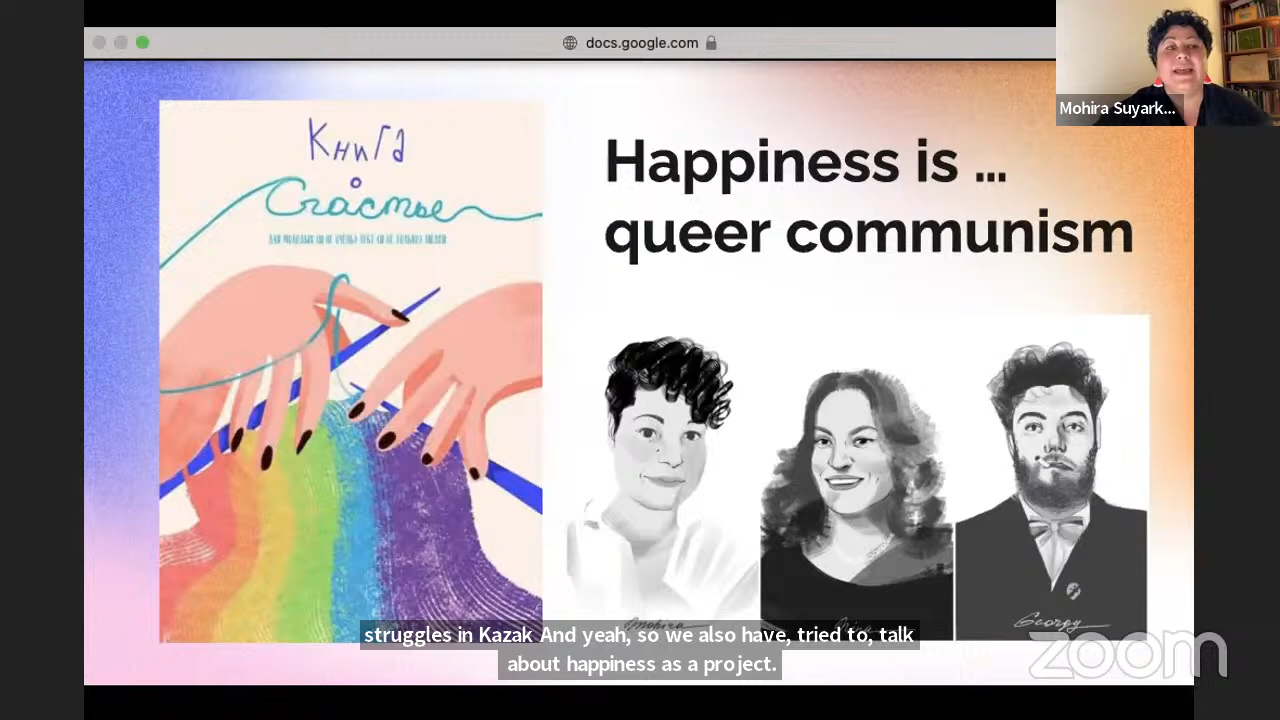 docs.google.com
Mohira Suyark...
Книга
о
Счастье
Happiness is ...
queer communism
Mohira
Nina
Georgy
struggles in Kazak And yeah, so we also have, tried to, talk
about happiness as a project.
zoom